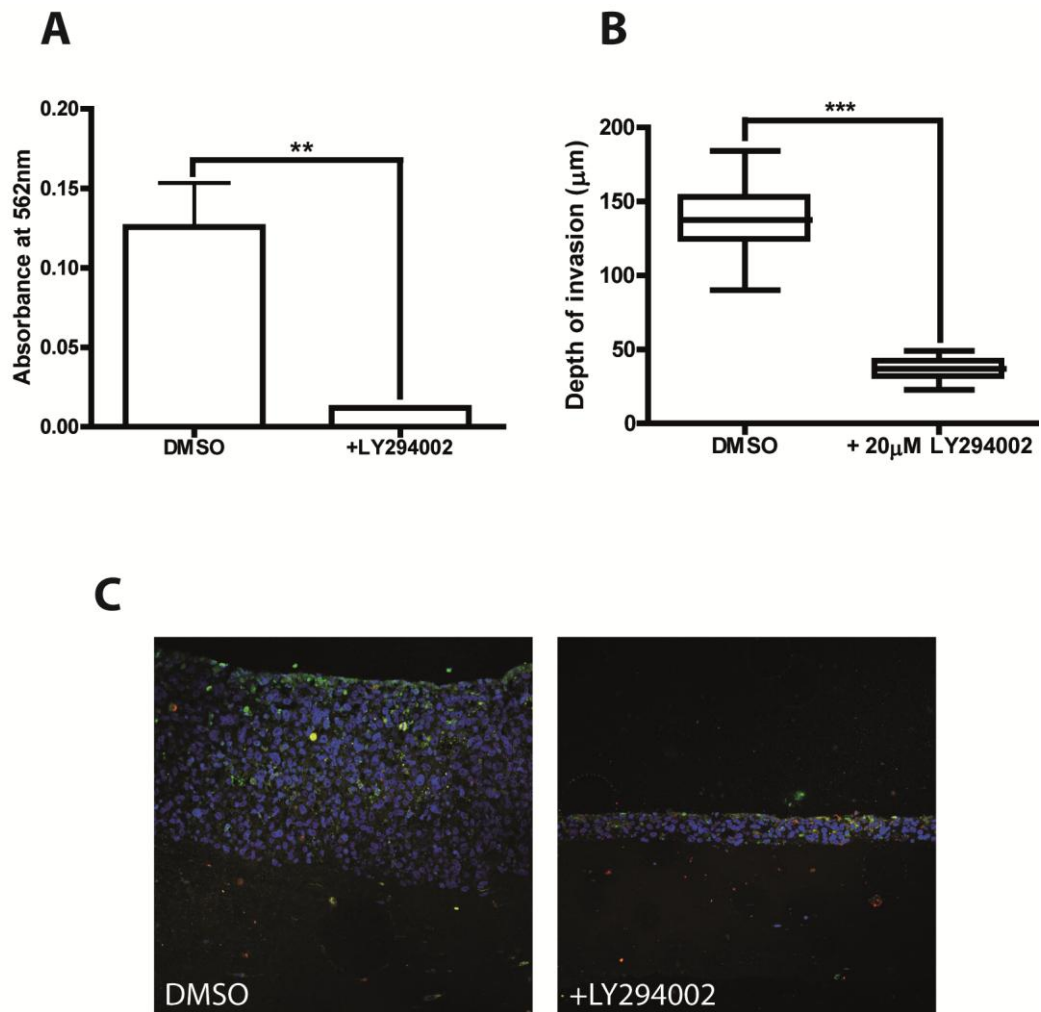 A
Absorbance at 562nm
0.20
0.15
0.10
0.05
0.00
**
DMSO
+LY294002
B
Depth of invasion (μm)
200
150
100
50
0
***
DMSO
+ 20μM LY294002
C
DMSO
+LY294002